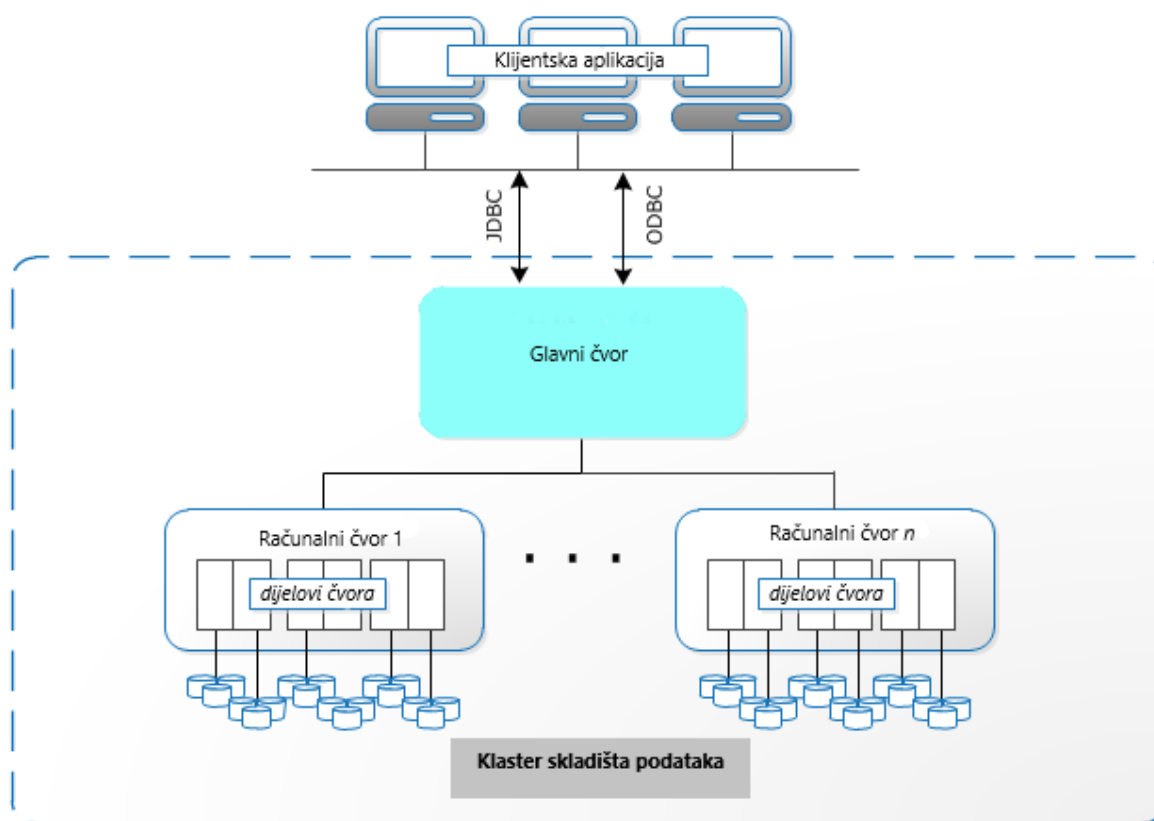 Klijentska aplikacija
JDBC
ODBC
Glavni čvor
Računalni čvor 1
dijelovi čvora
. . .
Računalni čvor n
dijelovi čvora
Klaster skladišta podataka